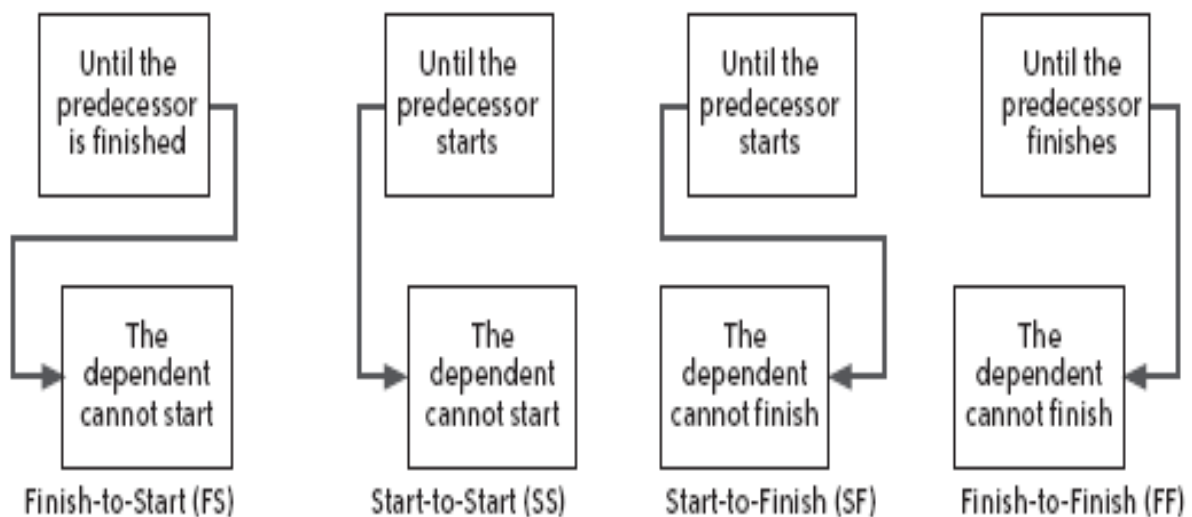 Until the
predecessor
is finished
The
dependent
cannot start
Finish-to-Start (FS)
Until the
predecessor
starts
The
dependent
cannot start
Start-to-Start (SS)
Until the
predecessor
starts
The
dependent
cannot finish
Start-to-Finish (SF)
Until the
predecessor
finishes
The
dependent
cannot finish
Finish-to-Finish (FF)